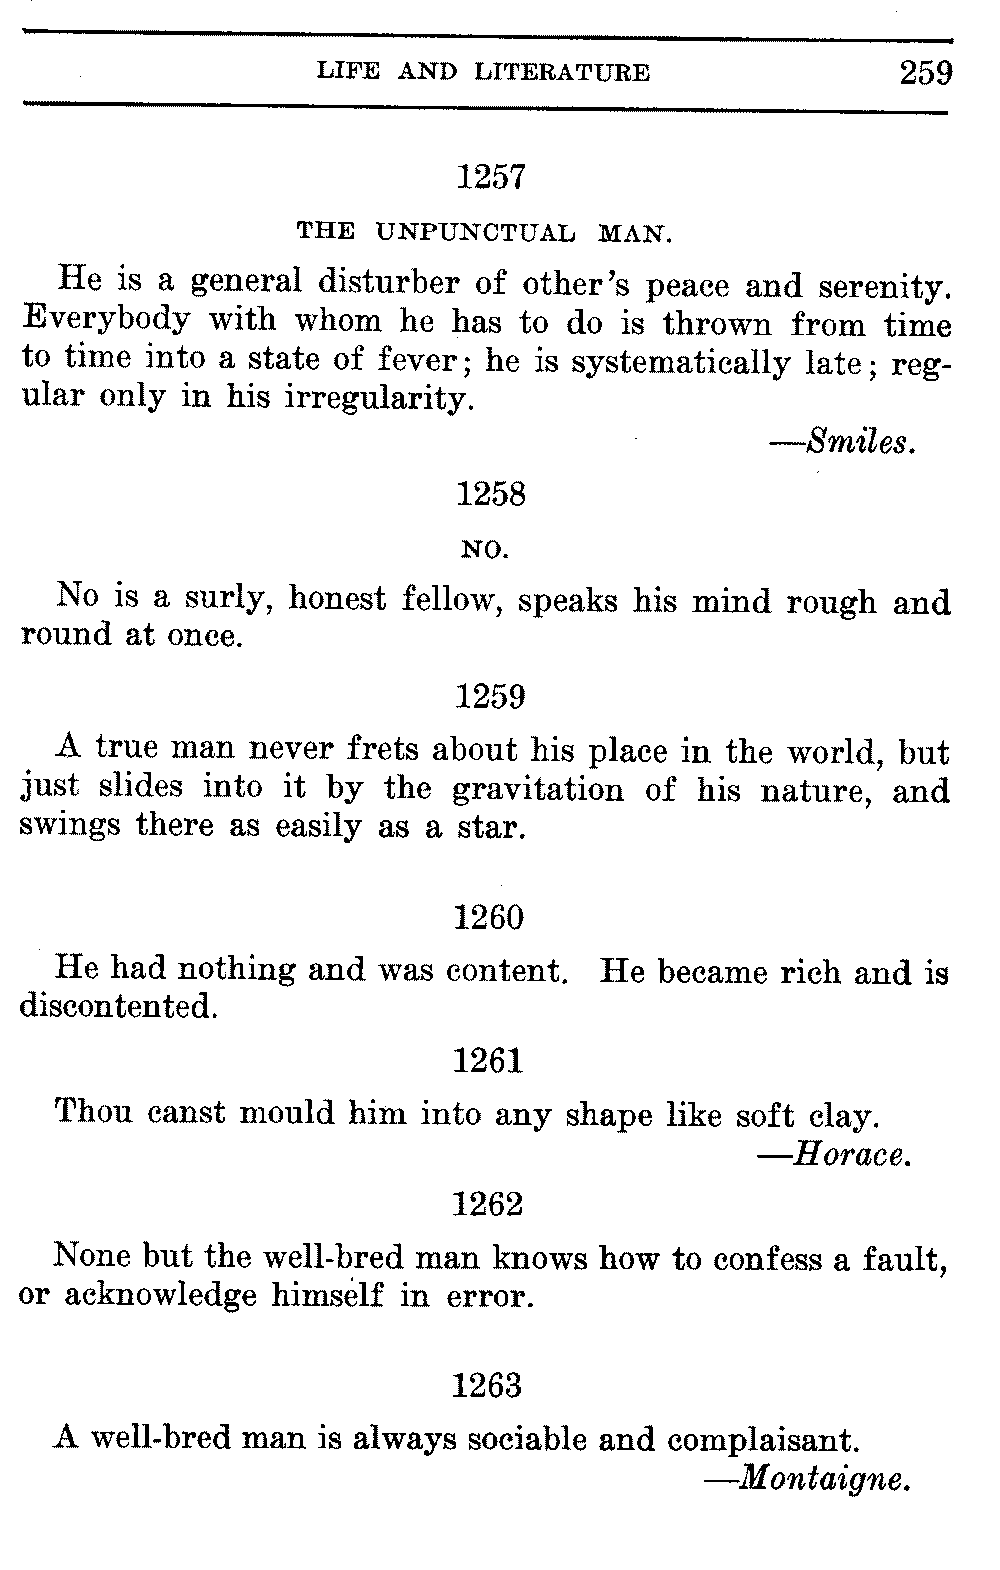 LIFE AND LITERATURE 259
1257
THE UNPUNCTUAL MAN.
He is a general disturber of other's peace and serenity.
Everybody with whom he has to do is thrown from time
to time into a state of fever; he is systematically late; reg-
ular only in his irregularity.
—Smiles.
1258
NO.
No is a surly, honest fellow, speaks his mind rough and
round at once.
1259
A true man never frets about his place in the world, but
just slides into it by the gravitation of his nature, and
swings there as easily as a star.
1260
He had nothing and was content. He became rich and is
discontented.
1261
Thou canst mould him into any shape like soft clay.
—Horace.
1262
None but the well-bred man knows how to confess a fault,
or acknowledge himself in error.
1263
A well-bred man is always sociable and complaisant.
—Montaigne.